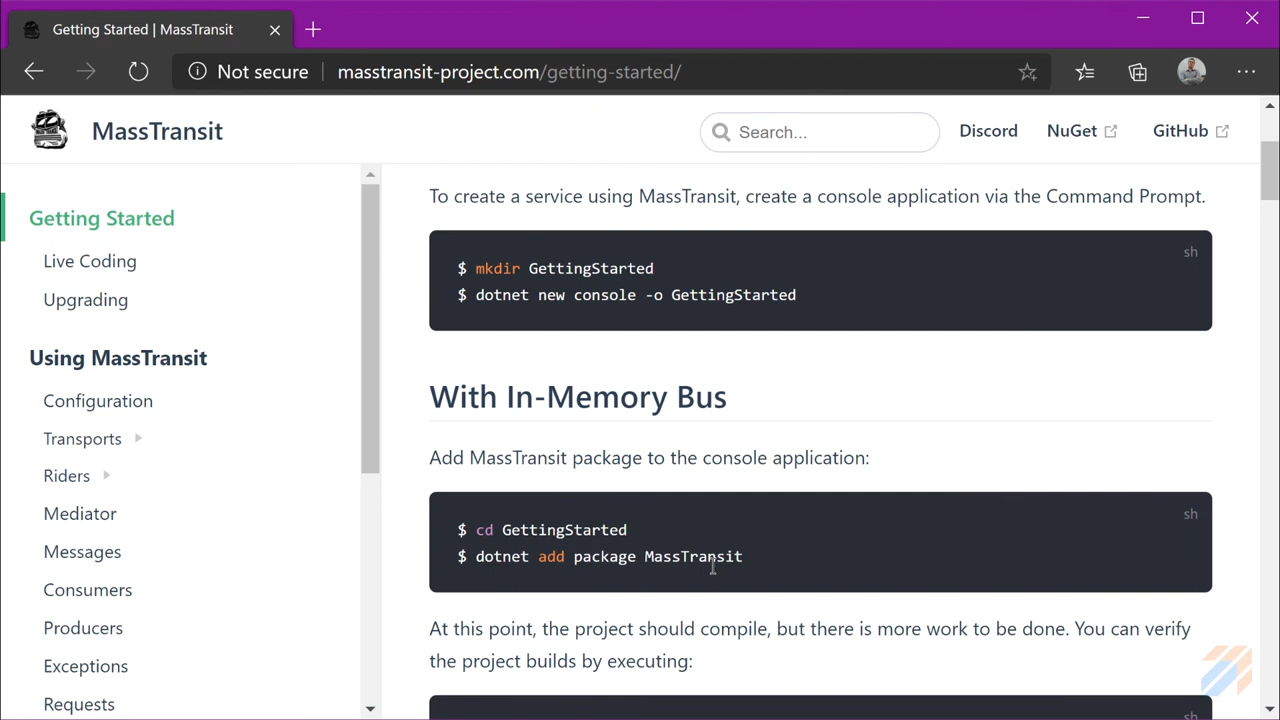 Getting Started | MassTransit
Not secure
masstransit-project.com/getting-started/
MassTransit
Search...
Discord
NuGet
GitHub
Getting Started
Live Coding
Upgrading
Using MassTransit
Configuration
Transports
Riders
Mediator
Messages
Consumers
Producers
Exceptions
Requests
To create a service using MassTransit, create a console application via the Command Prompt.
sh
$ mkdir GettingStarted
$ dotnet new console -o GettingStarted
With In-Memory Bus
Add MassTransit package to the console application:
sh
$ cd GettingStarted
$ dotnet add package MassTransit
At this point, the project should compile, but there is more work to be done. You can verify
the project builds by executing:
sh